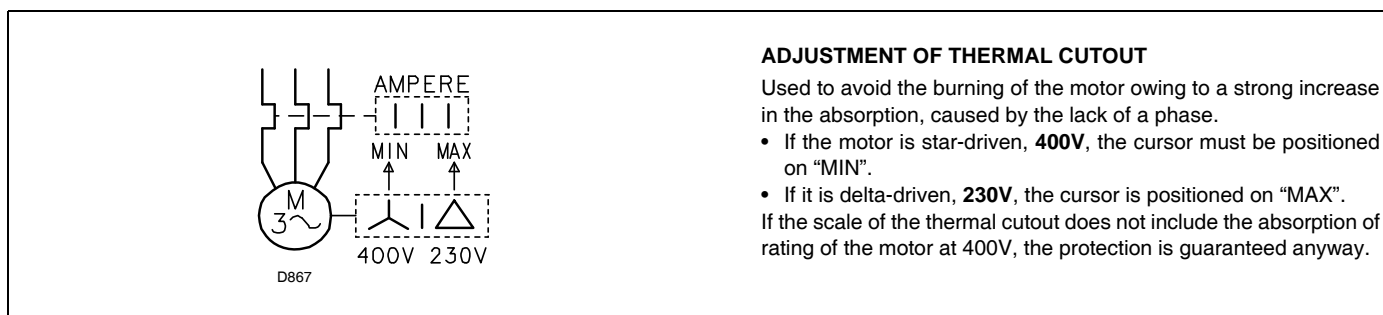 AMPERE
MIN MAX
M
3~
400V 230V
D867
ADJUSTMENT OF THERMAL CUTOUT
Used to avoid the burning of the motor owing to a strong increase
in the absorption, caused by the lack of a phase.
• If the motor is star-driven, 400V, the cursor must be positioned
on “MIN”.
• If it is delta-driven, 230V, the cursor is positioned on “MAX”.
If the scale of the thermal cutout does not include the absorption of
rating of the motor at 400V, the protection is guaranteed anyway.